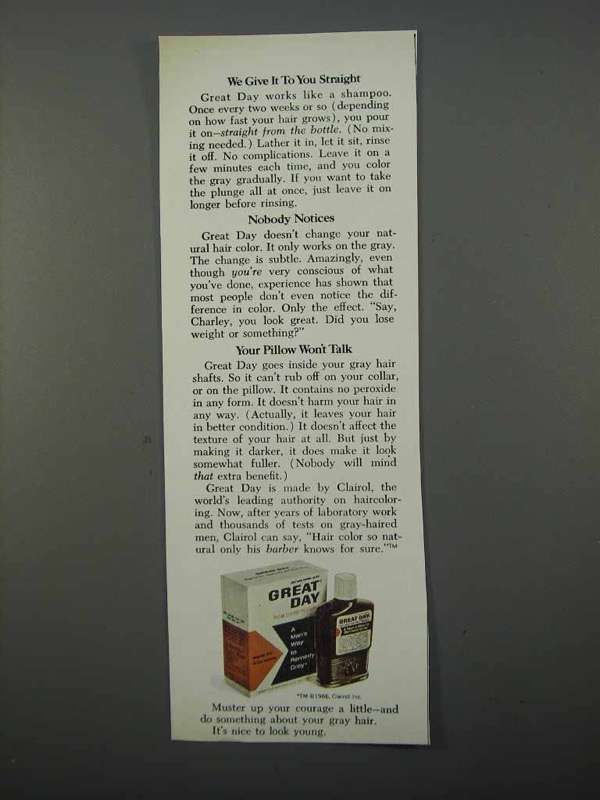 We Give It To You Straight
Great Day works like a shampoo.
Once every two weeks or so (depending
on how fast your hair grows), you pour
it on—straight from the bottle. (No mix-
ing needed.) Lather it in, let it sit, rinse
it off. No complications. Leave it on a
few minutes each time, and you color
the gray gradually. If you want to take
the plunge all at once, just leave it on
longer before rinsing.
Nobody Notices
Great Day doesn't change your nat-
ural hair color. It only works on the gray.
The change is subtle. Amazingly, even
though you're very conscious of what
you've done, experience has shown that
most people don't even notice the dif-
ference in color. Only the effect. "Say,
Charley, you look great. Did you lose
weight or something?"
Your Pillow Won't Talk
Great Day goes inside your gray hair
shafts. So it can't rub off on your collar,
or on the pillow. It contains no peroxide
in any form. It doesn't harm your hair in
any way. (Actually, it leaves your hair
in better condition.) It doesn't affect the
texture of your hair at all. But just by
making it darker, it does make it look
somewhat fuller. (Nobody will mind
that extra benefit.)
Great Day is made by Clairol, the
world's leading authority on haircolor-
ing. Now, after years of laboratory work
and thousands of tests on gray-haired
men, Clairol can say, "Hair color so nat-
ural only his barber knows for sure."™
GREAT
DAY
A
Man's
Way
to
Remedy
Gray*
GREAT DAY
*TM ©1966, Clairol Inc.
Muster up your courage a little—and
do something about your gray hair.
It's nice to look young.